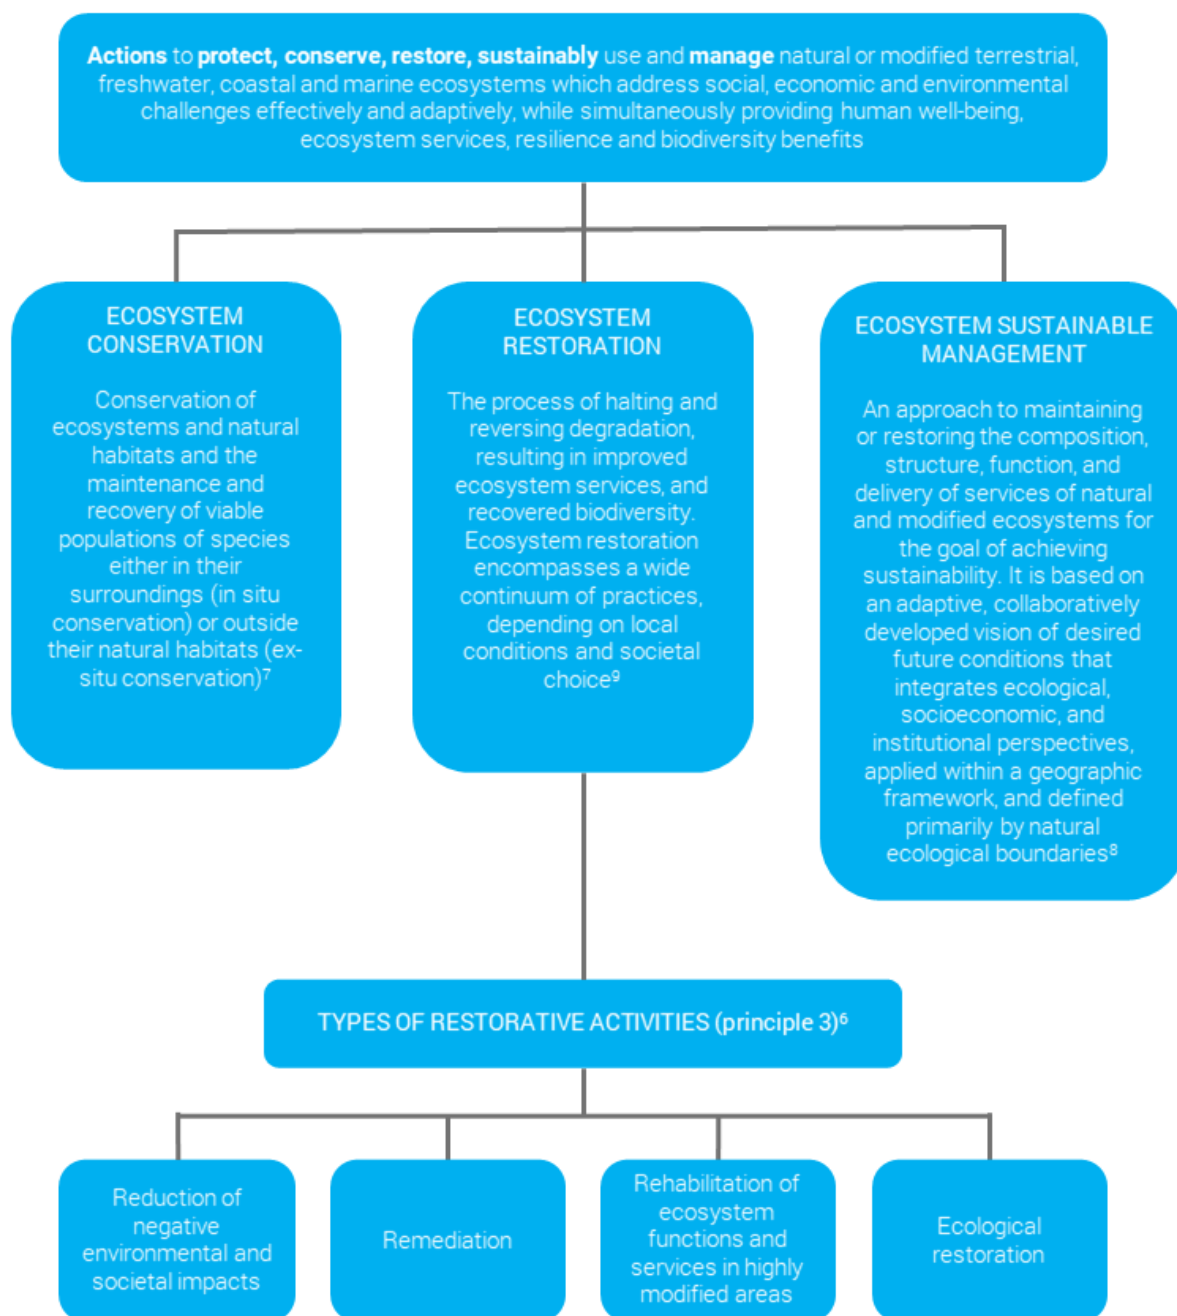 Actions to protect, conserve, restore, sustainably use and manage natural or modified terrestrial,
freshwater, coastal and marine ecosystems which address social, economic and environmental
challenges effectively and adaptively, while simultaneously providing human well-being,
ecosystem services, resilience and biodiversity benefits
ECOSYSTEM
CONSERVATION
Conservation of
ecosystems and natural
habitats and the
maintenance and
recovery of viable
populations of species
either in their
surroundings (in situ
conservation) or outside
their natural habitats (ex-
situ conservation)⁷
ECOSYSTEM
RESTORATION
The process of halting and
reversing degradation,
resulting in improved
ecosystem services, and
recovered biodiversity.
Ecosystem restoration
encompasses a wide
continuum of practices,
depending on local
conditions and societal
choice⁹
ECOSYSTEM SUSTAINABLE
MANAGEMENT
An approach to maintaining
or restoring the composition,
structure, function, and
delivery of services of natural
and modified ecosystems for
the goal of achieving
sustainability. It is based on
an adaptive, collaboratively
developed vision of desired
future conditions that
integrates ecological,
socioeconomic, and
institutional perspectives,
applied within a geographic
framework, and defined
primarily by natural
ecological boundaries⁸
TYPES OF RESTORATIVE ACTIVITIES (principle 3)⁶
Reduction of
negative
environmental and
societal impacts
Remediation
Rehabilitation of
ecosystem
functions and
services in highly
modified areas
Ecological
restoration